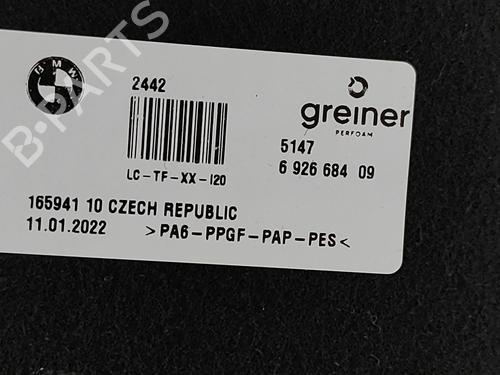 BMW
2442
greiner
PERFOAM
5147
6 926 684 09
LC-TF-XX-I20
165941 10 CZECH REPUBLIC
11.01.2022 >PA6-PPGF-PAP-PES<
B-PARTS